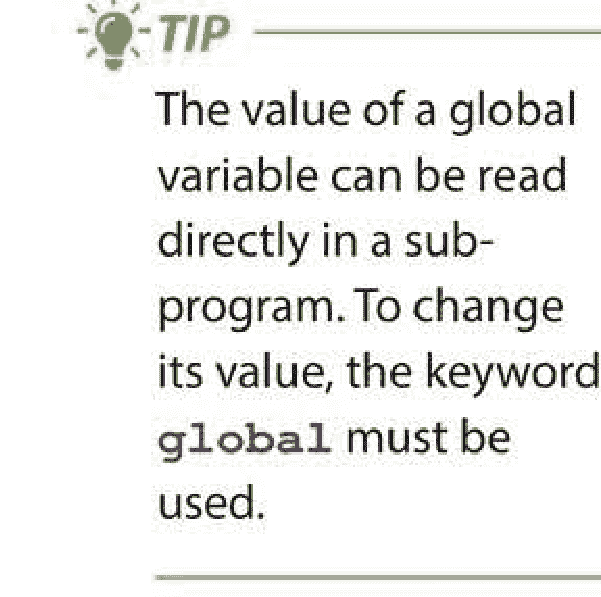 TIP
The value of a global
variable can be read
directly in a sub-
program. To change
its value, the keyword
global must be
used.